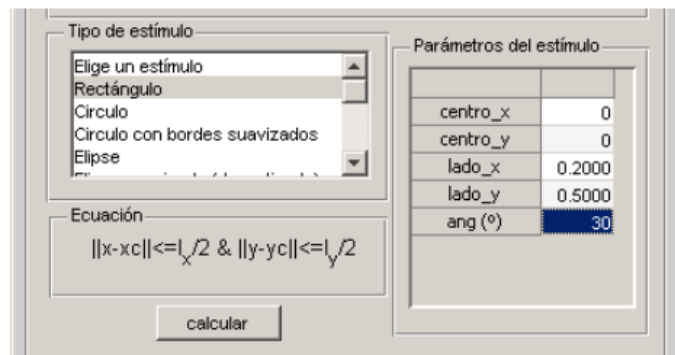 Tipo de estímulo
Elige un estímulo
Rectángulo
Circulo
Circulo con bordes suavizados
Elipse
Ecuación
||x-xc||<=l_x/2 & ||y-yc||<=l_y/2
calcular
Parámetros del estímulo
centro_x 0
centro_y 0
lado_x 0.2000
lado_y 0.5000
ang (º) 30